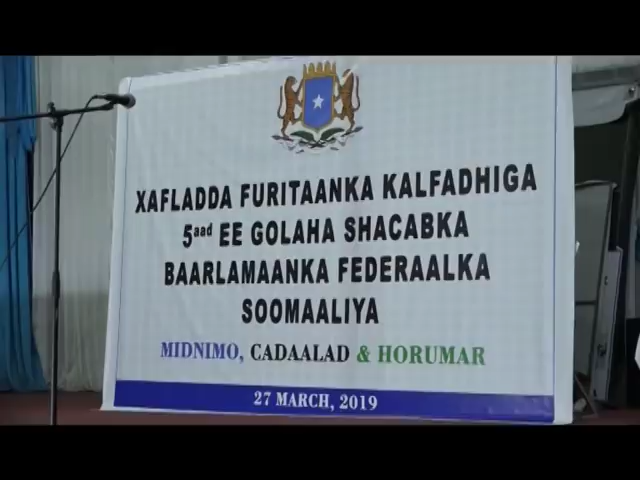 XAFLADDA FURITAANKA KALFADHIGA
5aad EE GOLAHA SHACABKA
BAARLAMAANKA FEDERAALKA
SOOMAALIYA
MIDNIMO, CADAALAD & HORUMAR
27 MARCH, 2019